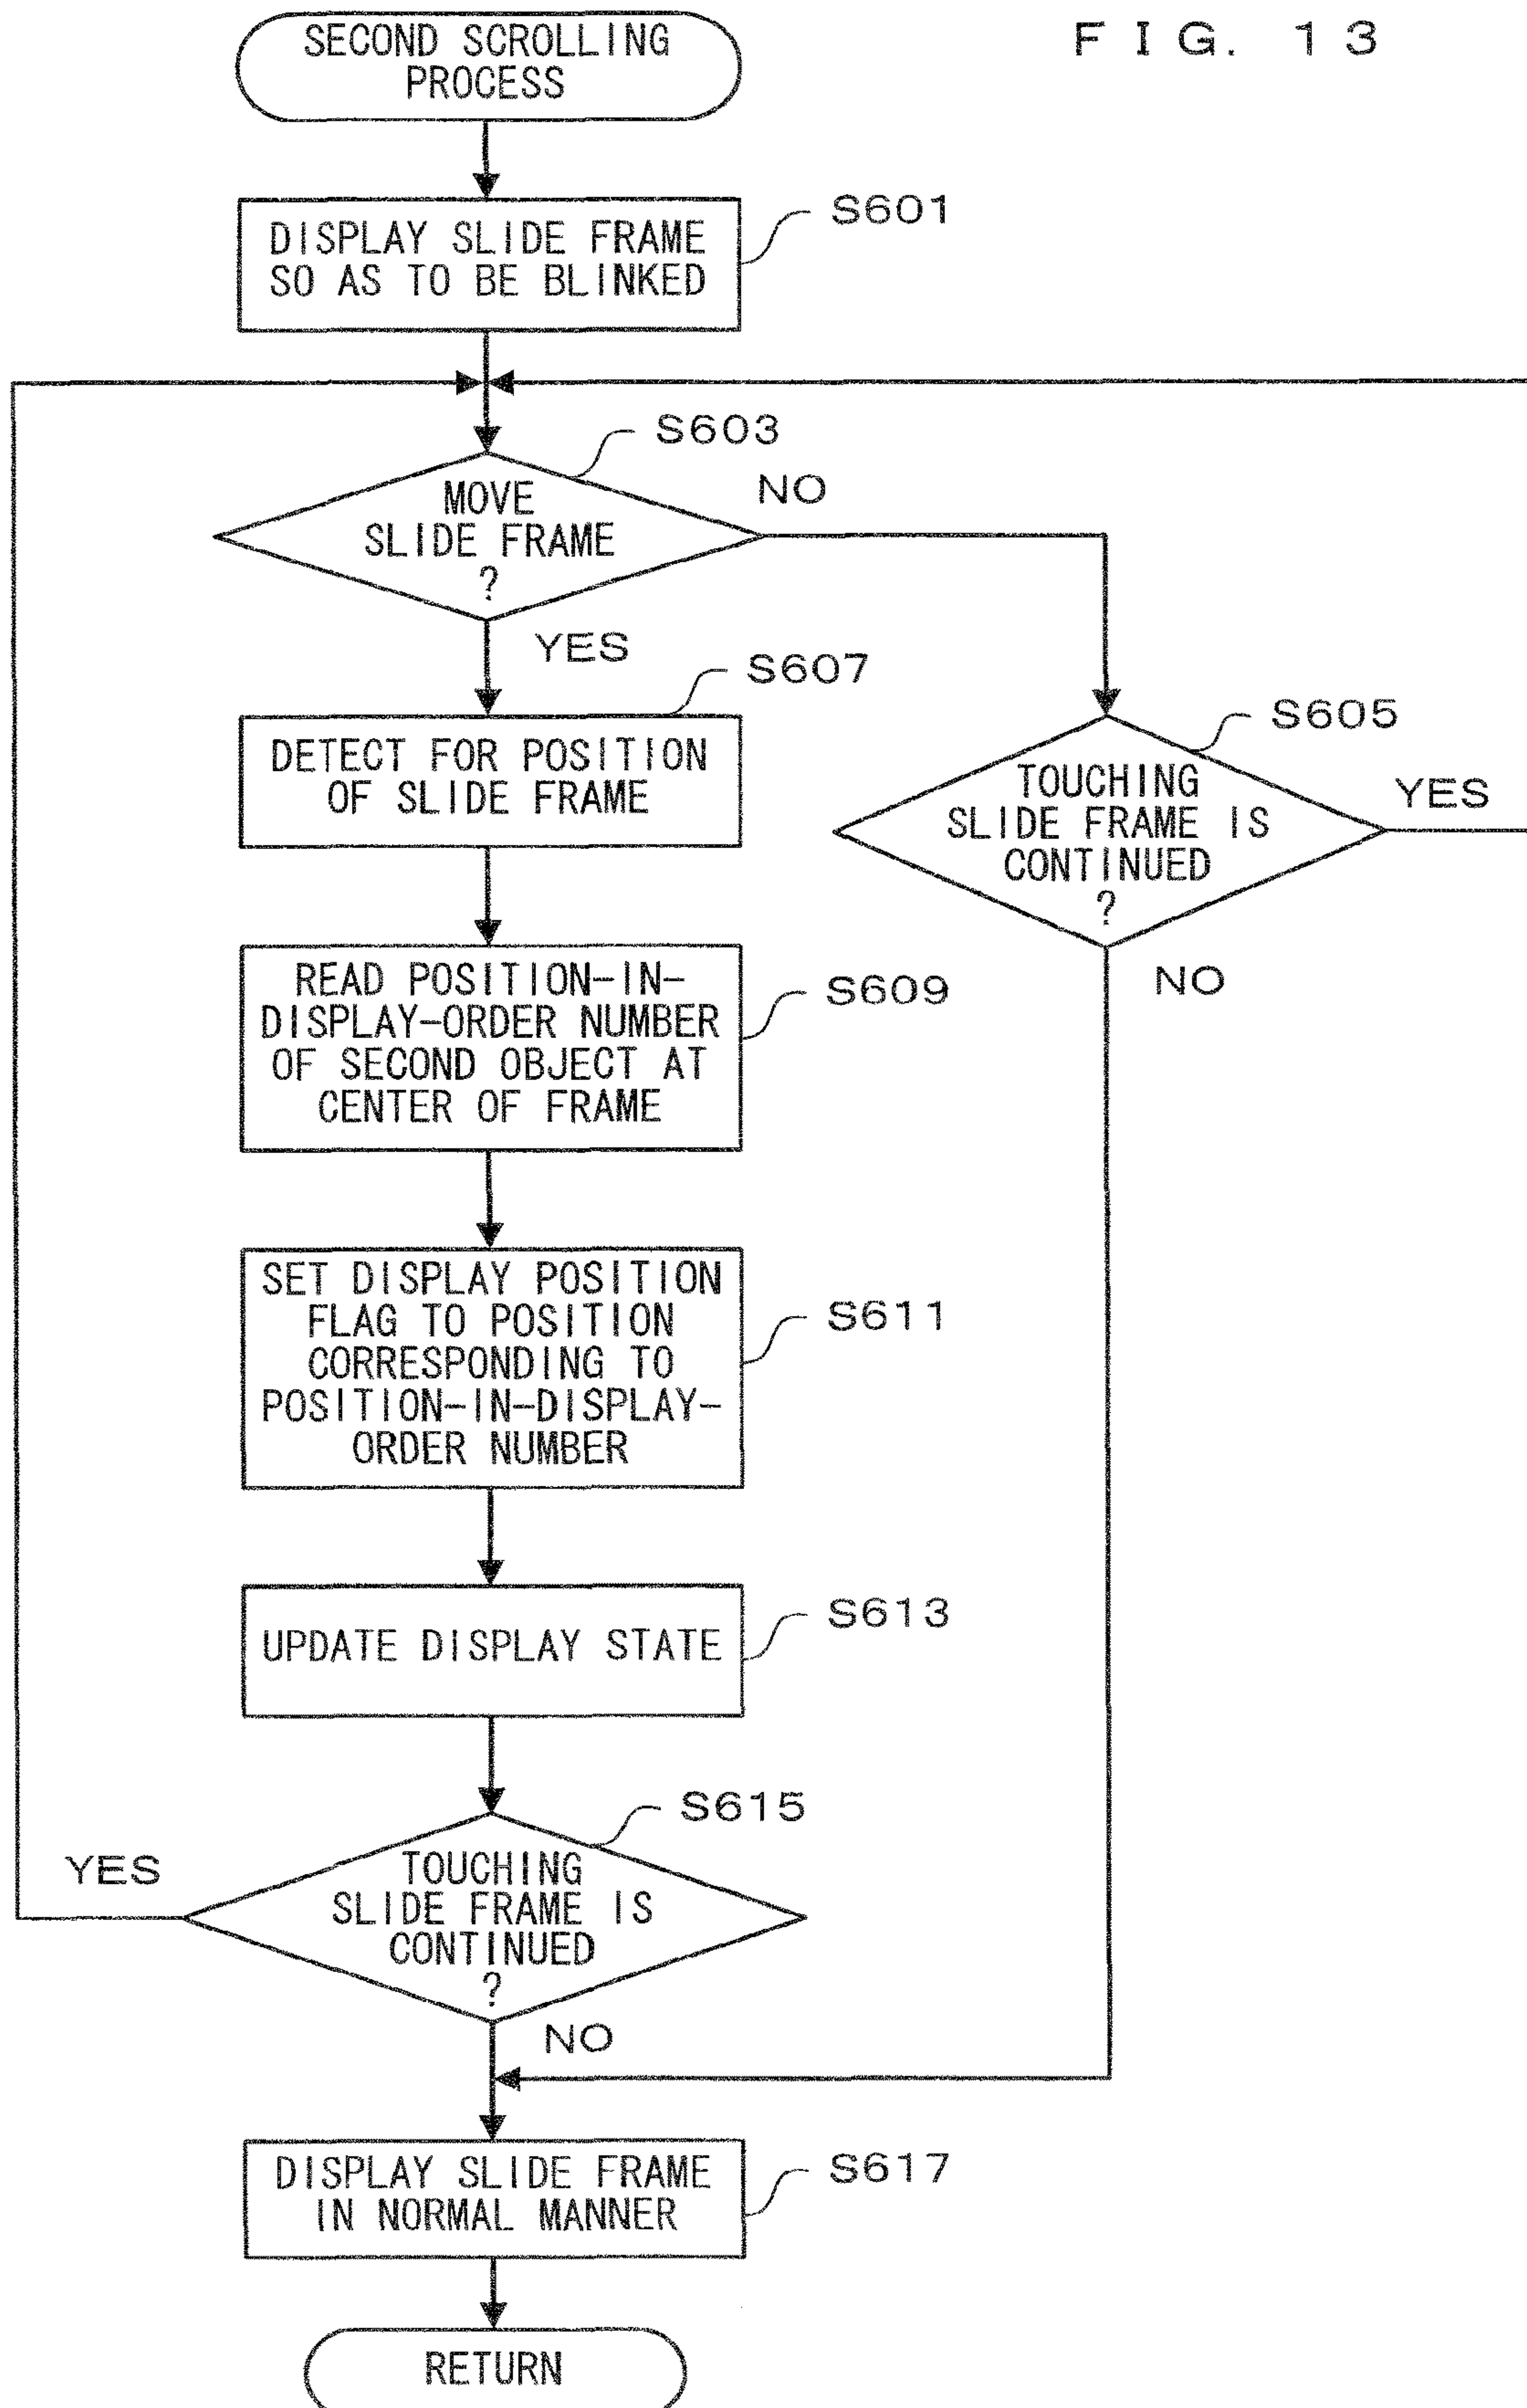 FIG. 13
SECOND SCROLLING
PROCESS
S601
DISPLAY SLIDE FRAME
SO AS TO BE BLINKED
S603
MOVE
SLIDE FRAME
?
NO
YES
S607
DETECT FOR POSITION
OF SLIDE FRAME
S605
TOUCHING
SLIDE FRAME IS
CONTINUED
?
YES
NO
S609
READ POSITION-IN-
DISPLAY-ORDER NUMBER
OF SECOND OBJECT AT
CENTER OF FRAME
S611
SET DISPLAY POSITION
FLAG TO POSITION
CORRESPONDING TO
POSITION-IN-DISPLAY-
ORDER NUMBER
S613
UPDATE DISPLAY STATE
S615
YES
TOUCHING
SLIDE FRAME IS
CONTINUED
?
NO
S617
DISPLAY SLIDE FRAME
IN NORMAL MANNER
RETURN